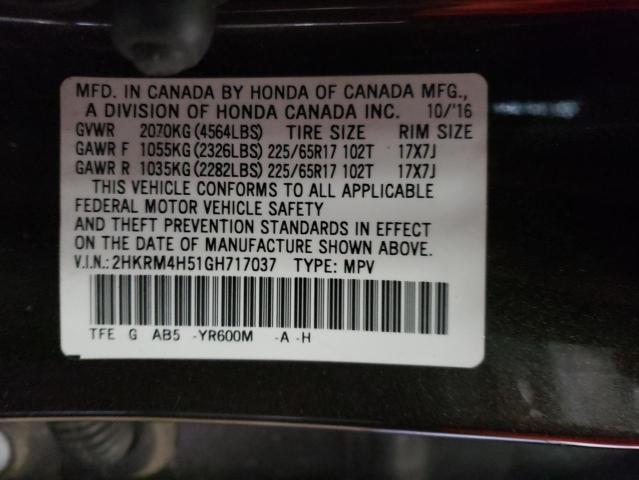 MFD. IN CANADA BY HONDA OF CANADA MFG.,
A DIVISION OF HONDA CANADA INC. 10/'16
GVWR 2070KG(4564LBS) TIRE SIZE RIM SIZE
GAWR F 1055KG(2326LBS) 225/65R17 102T 17X7J
GAWR R 1035KG(2282LBS) 225/65R17 102T 17X7J
THIS VEHICLE CONFORMS TO ALL APPLICABLE
FEDERAL MOTOR VEHICLE SAFETY
AND THEFT PREVENTION STANDARDS IN EFFECT
ON THE DATE OF MANUFACTURE SHOWN ABOVE.
V.I.N.:2HKRM4H51GH717037 TYPE: MPV
TFE G AB5 -YR600M -A -H